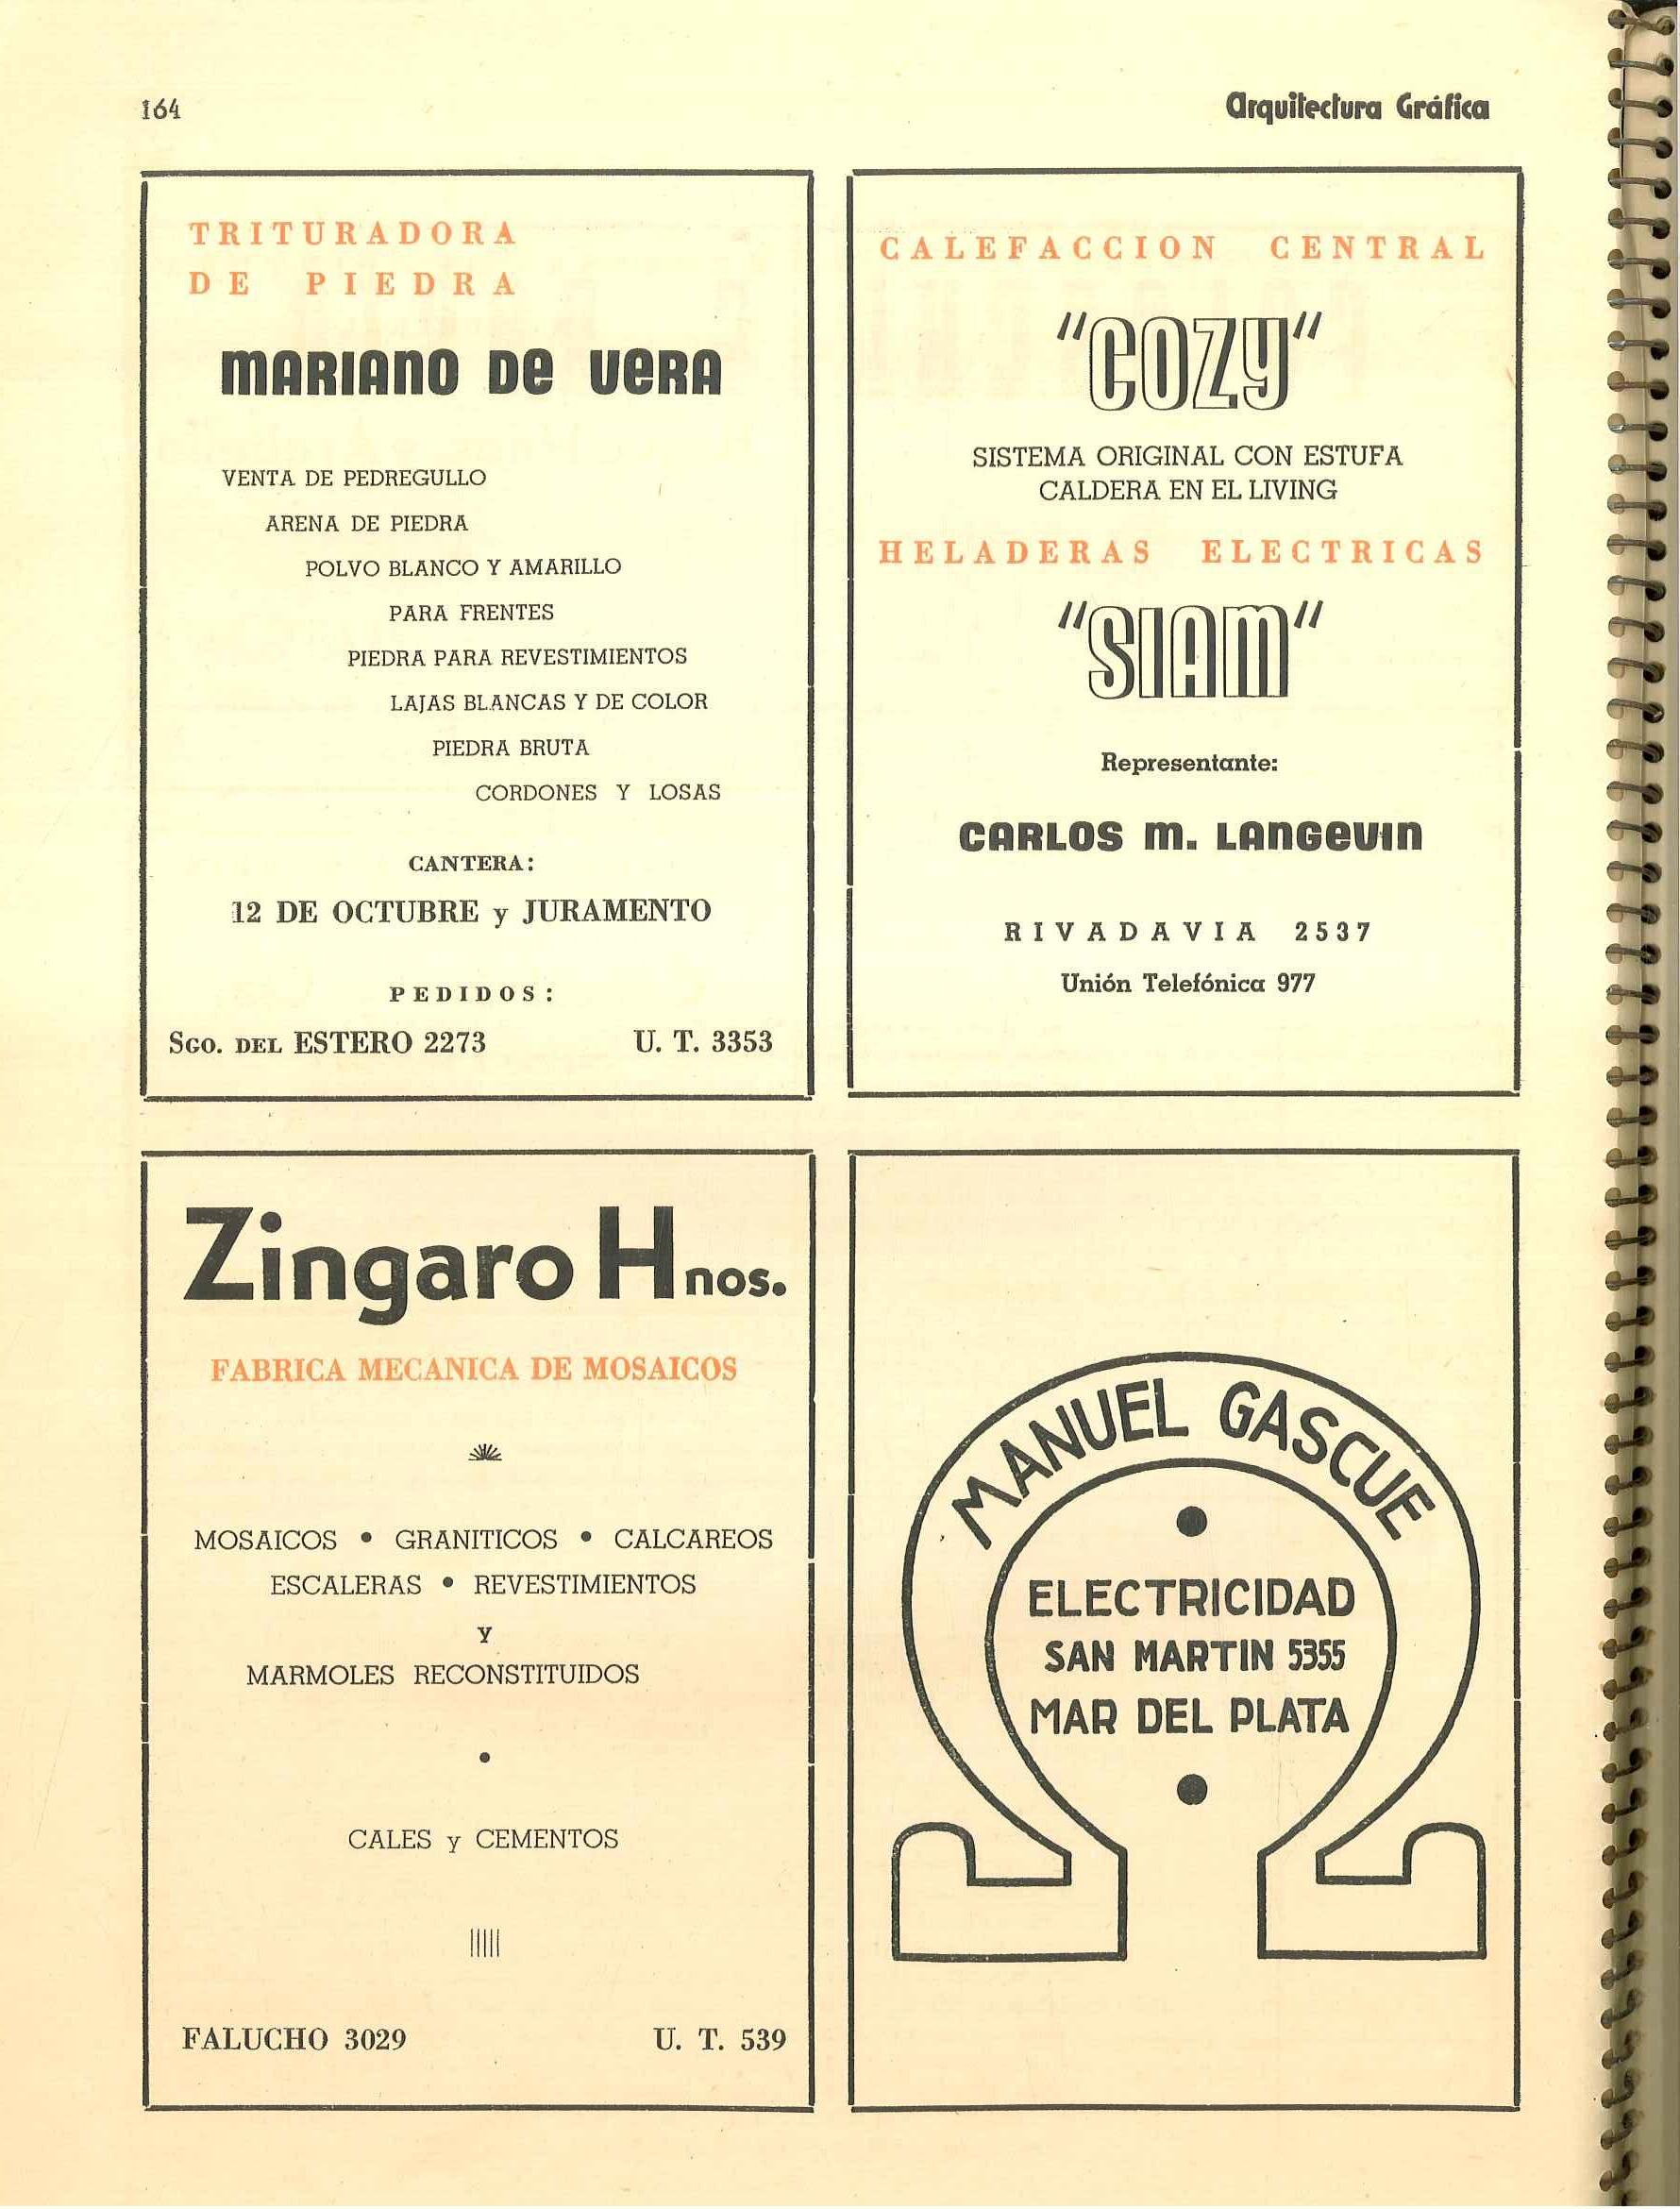 164
Arquitectura Gráfica
TRITURADORA
DE PIEDRA
MARIANO DE VERA
VENTA DE PEDREGULLO
ARENA DE PIEDRA
POLVO BLANCO Y AMARILLO
PARA FRENTES
PIEDRA PARA REVESTIMIENTOS
LAJAS BLANCAS Y DE COLOR
PIEDRA BRUTA
CORDONES Y LOSAS
CANTERA:
12 DE OCTUBRE y JURAMENTO
PEDIDOS:
SGO. DEL ESTERO 2273 U. T. 3353
CALEFACCION CENTRAL
"COZY"
SISTEMA ORIGINAL CON ESTUFA
CALDERA EN EL LIVING
HELADERAS ELECTRICAS
"SIAM"
Representante:
CARLOS M. LANGEVIN
RIVADAVIA 2537
Unión Telefónica 977
Zingaro Hnos.
FABRICA MECANICA DE MOSAICOS
MOSAICOS • GRANITICOS • CALCAREOS
ESCALERAS • REVESTIMIENTOS
Y
MARMOLES RECONSTITUIDOS
CALES y CEMENTOS
FALUCHO 3029 U. T. 539
MANUEL GASCUE
ELECTRICIDAD
SAN MARTIN 5355
MAR DEL PLATA